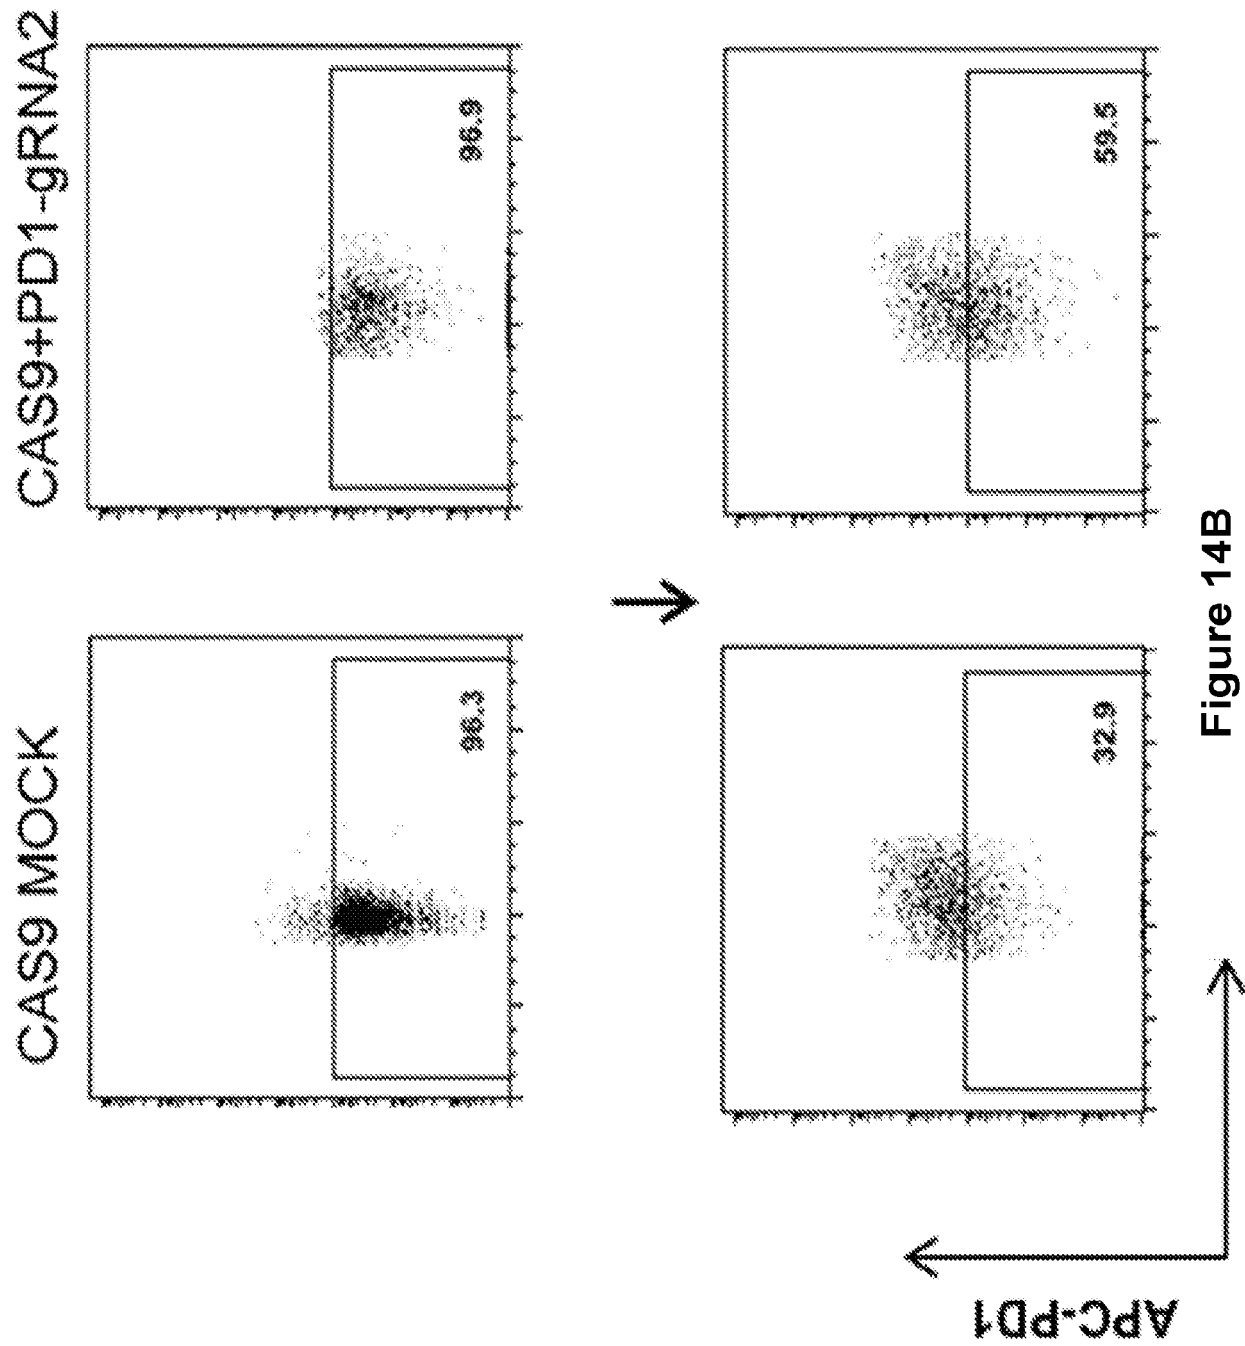 CAS9 MOCK
CAS9+PD1-gRNA2
96.3
96.9
32.9
59.5
APC-PD1
Figure 14B